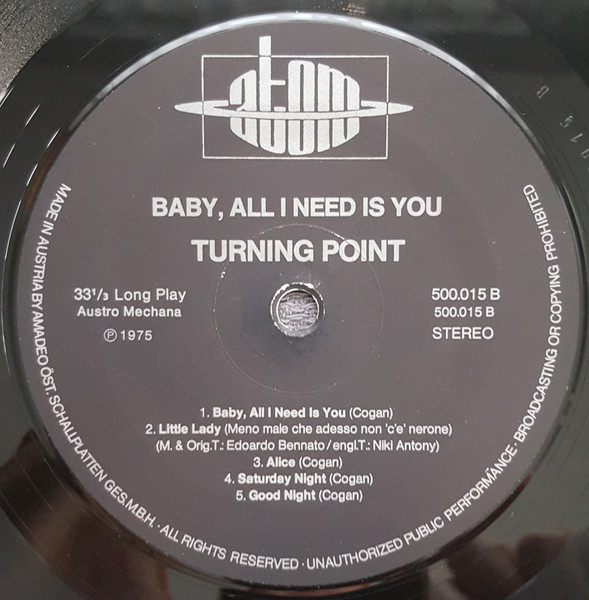 atom
BABY, ALL I NEED IS YOU
TURNING POINT
33¹/₃ Long Play
Austro Mechana
℗ 1975
500.015 B
500.015 B
STEREO
1. Baby, All I Need Is You (Cogan)
2. Little Lady (Meno male che adesso non 'c'e' nerone)
(M. & Orig.T.: Edoardo Bennato/engl.T.: Niki Antony)
3. Alice (Cogan)
4. Saturday Night (Cogan)
5. Good Night (Cogan)
MADE IN AUSTRIA BY AMADEO ÖST. SCHALLPLATTEN GES.M.B.H. · ALL RIGHTS RESERVED · UNAUTHORIZED PUBLIC PERFORMANCE · BROADCASTING OR COPYING PROHIBITED